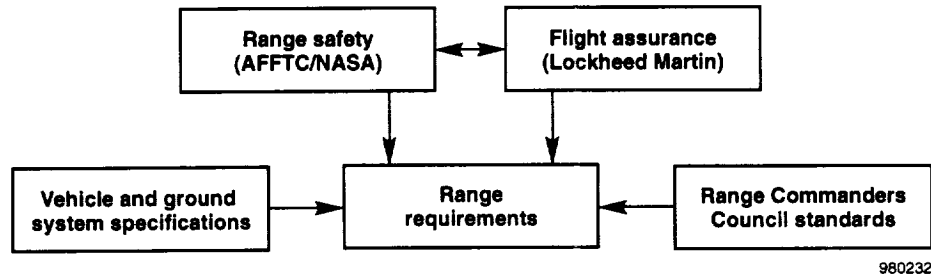 Range safety
(AFFTC/NASA)
Flight assurance
(Lockheed Martin)
Vehicle and ground
system specifications
Range
requirements
Range Commanders
Council standards
980232